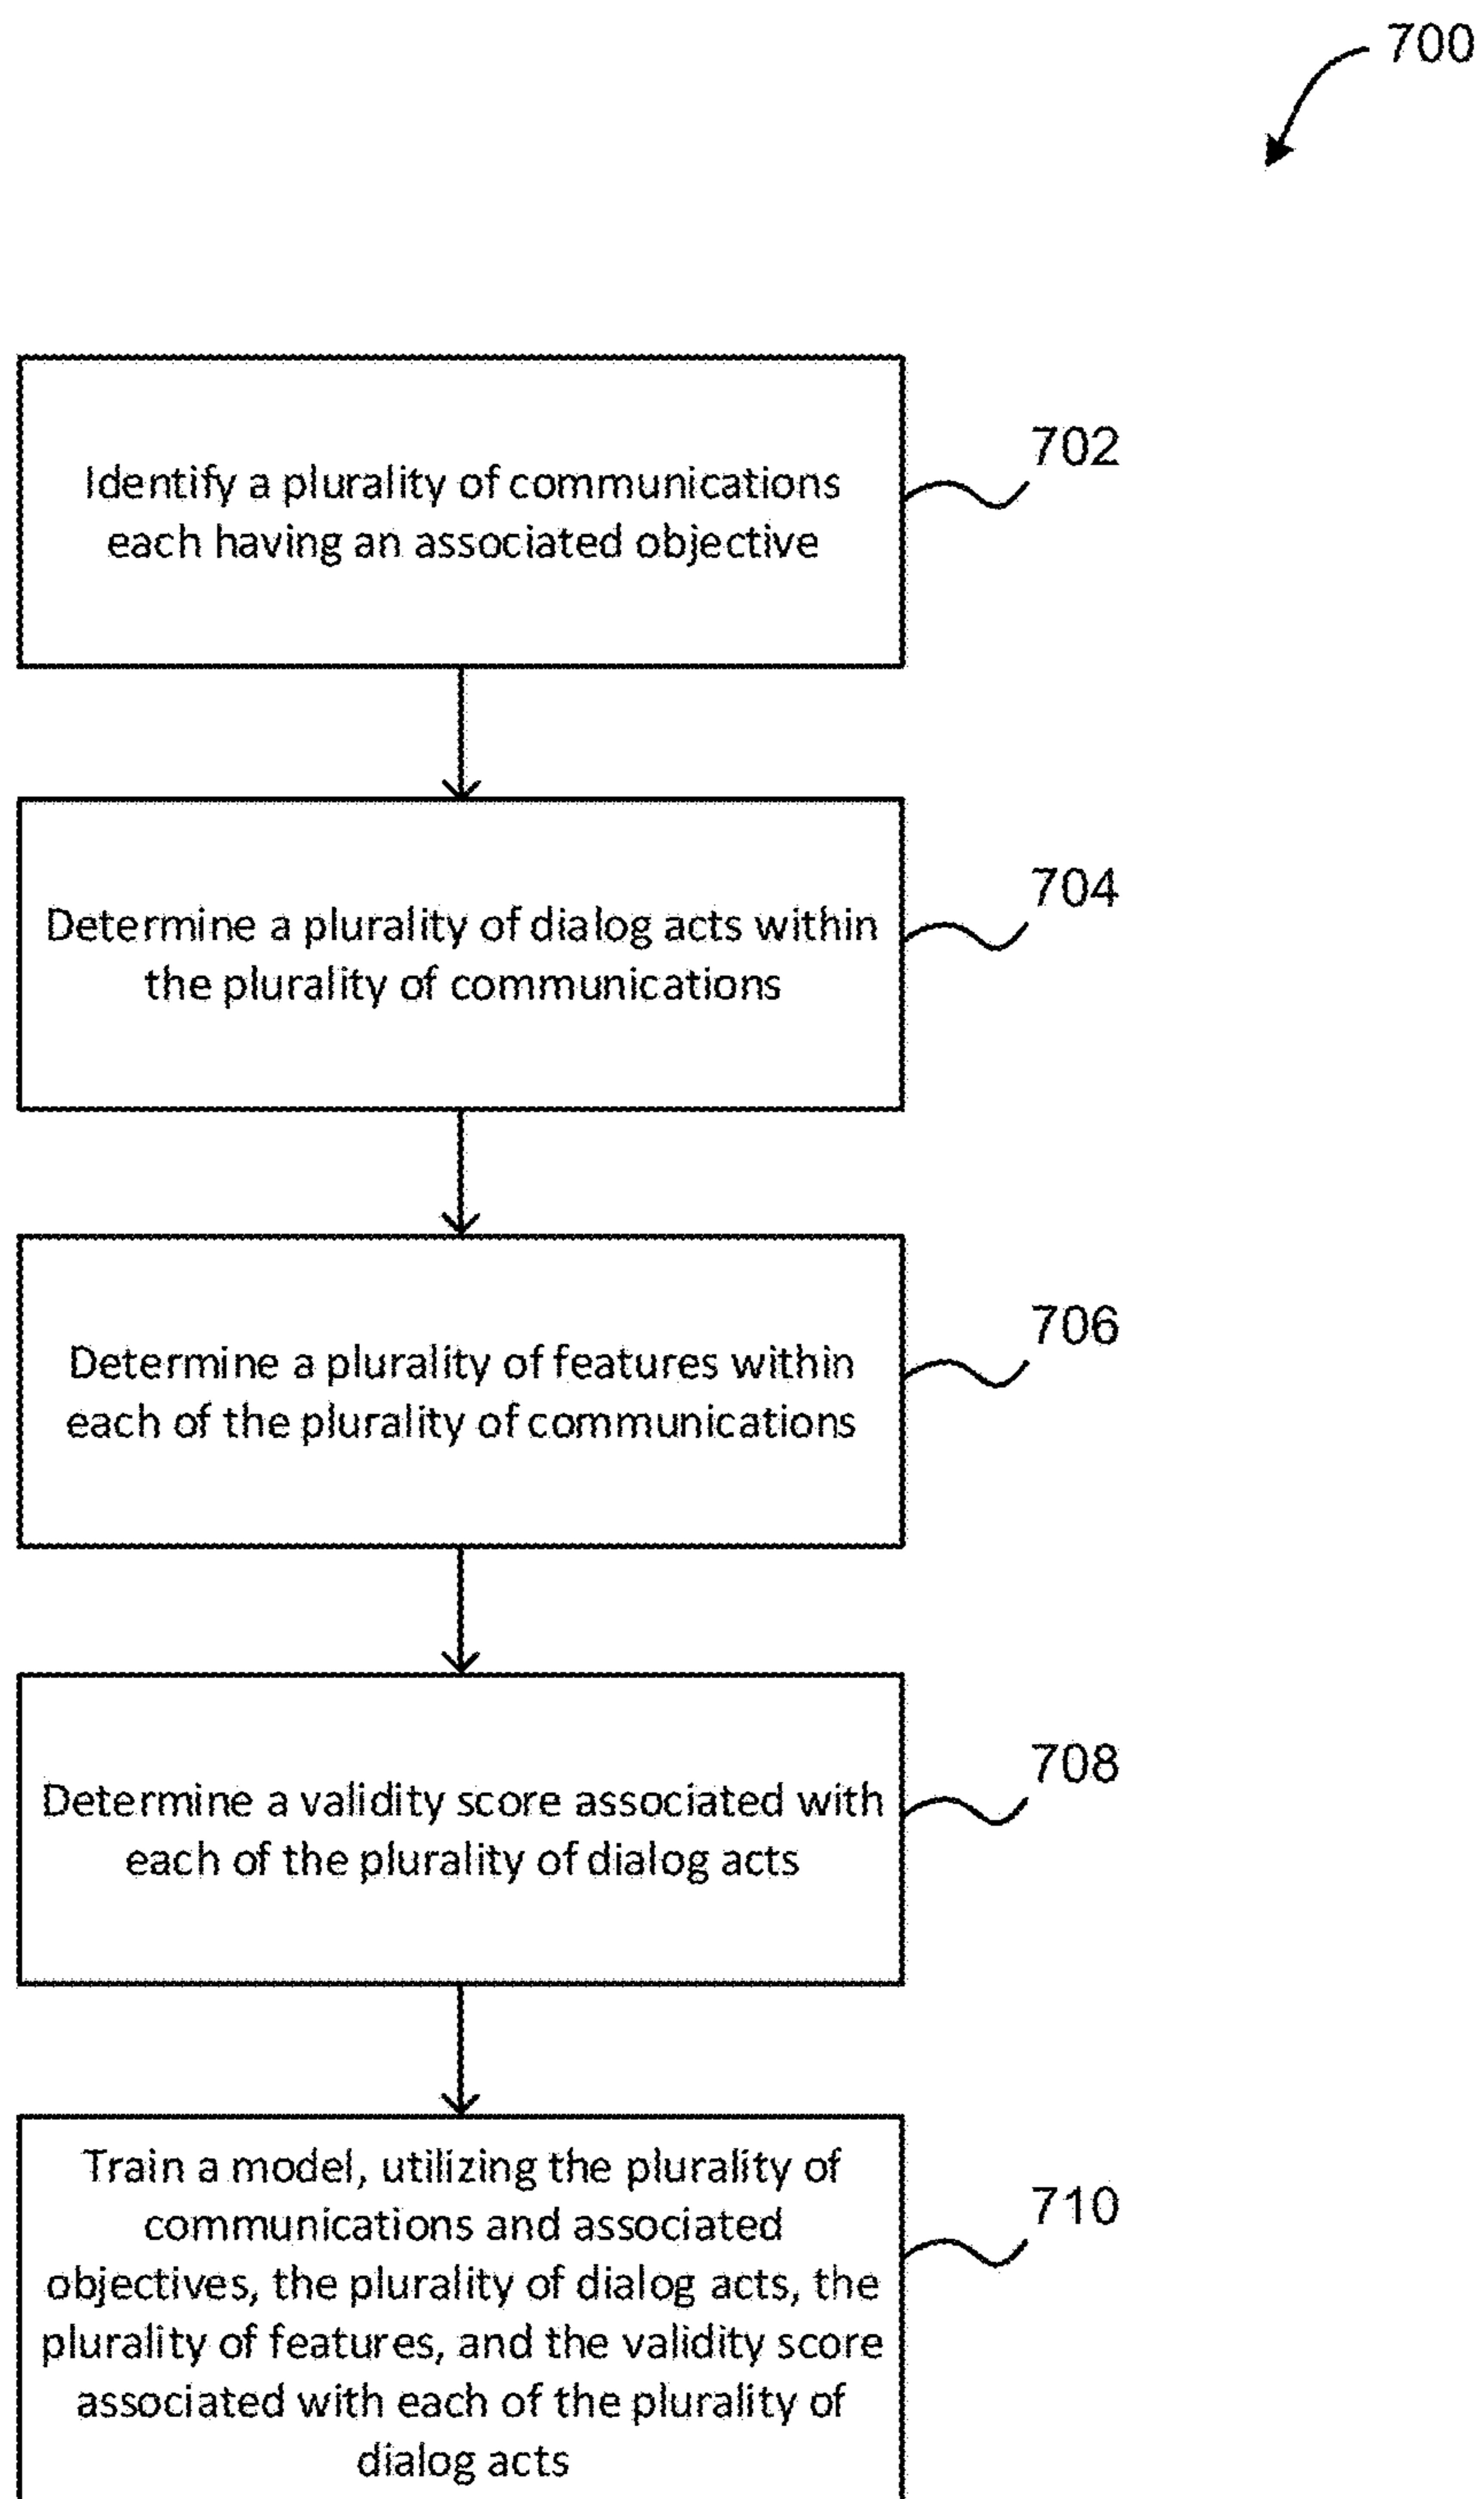 700
Identify a plurality of communications
each having an associated objective
702
Determine a plurality of dialog acts within
the plurality of communications
704
Determine a plurality of features within
each of the plurality of communications
706
Determine a validity score associated with
each of the plurality of dialog acts
708
Train a model, utilizing the plurality of
communications and associated
objectives, the plurality of dialog acts, the
plurality of features, and the validity score
associated with each of the plurality of
dialog acts
710